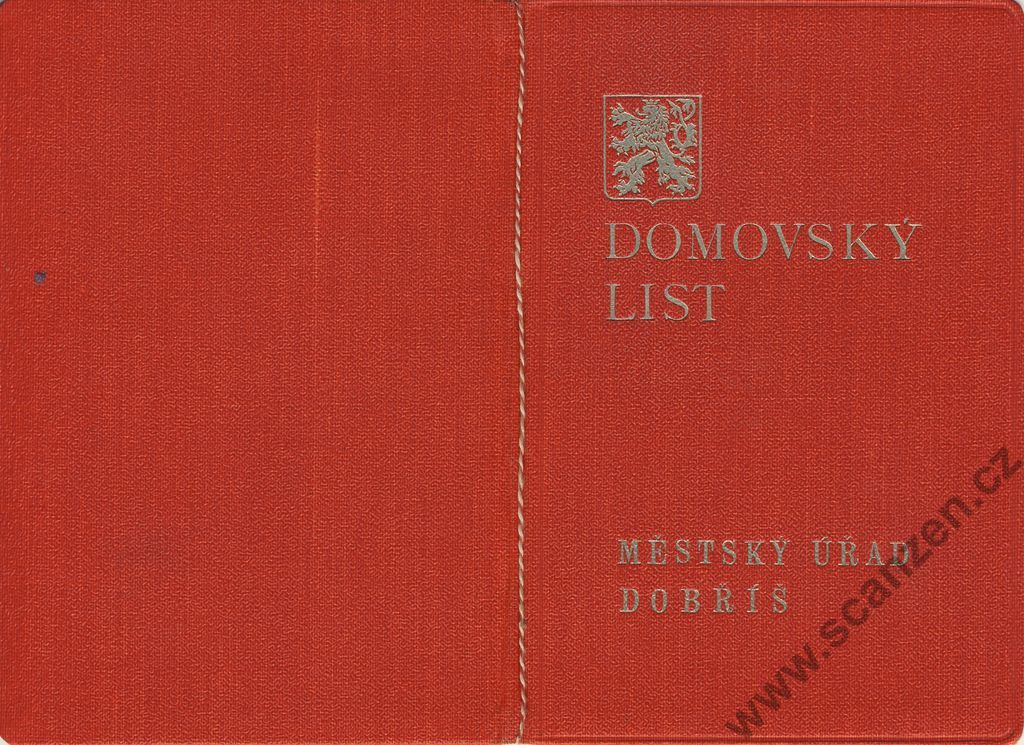 DOMOVSKÝ
LIST
MĚSTSKÝ ÚŘAD
DOBŘÍŠ
www.scanzen.cz